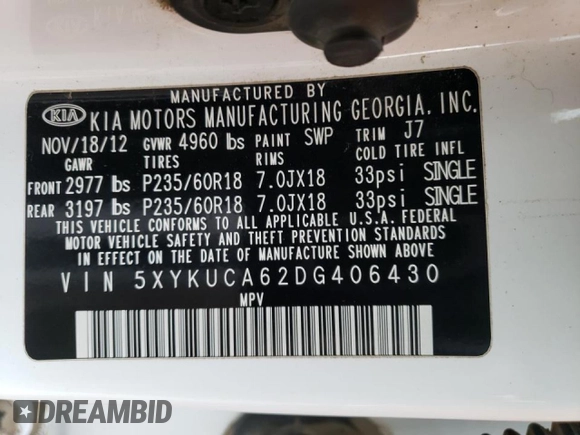 MANUFACTURED BY
KIA KIA MOTORS MANUFACTURING GEORGIA, INC.
NOV/18/12 GVWR 4960 lbs PAINT SWP TRIM J7
GAWR TIRES RIMS COLD TIRE INFL
FRONT 2977 lbs P235/60R18 7.0JX18 33psi SINGLE
REAR 3197 lbs P235/60R18 7.0JX18 33psi SINGLE
THIS VEHICLE CONFORMS TO ALL APPLICABLE U.S.A. FEDERAL
MOTOR VEHICLE SAFETY AND THEFT PREVENTION STANDARDS
IN EFFECT ON THE DATE OF MANUFACTURE SHOWN ABOVE.
VIN 5XYKUCA62DG406430
MPV
DREAMBID